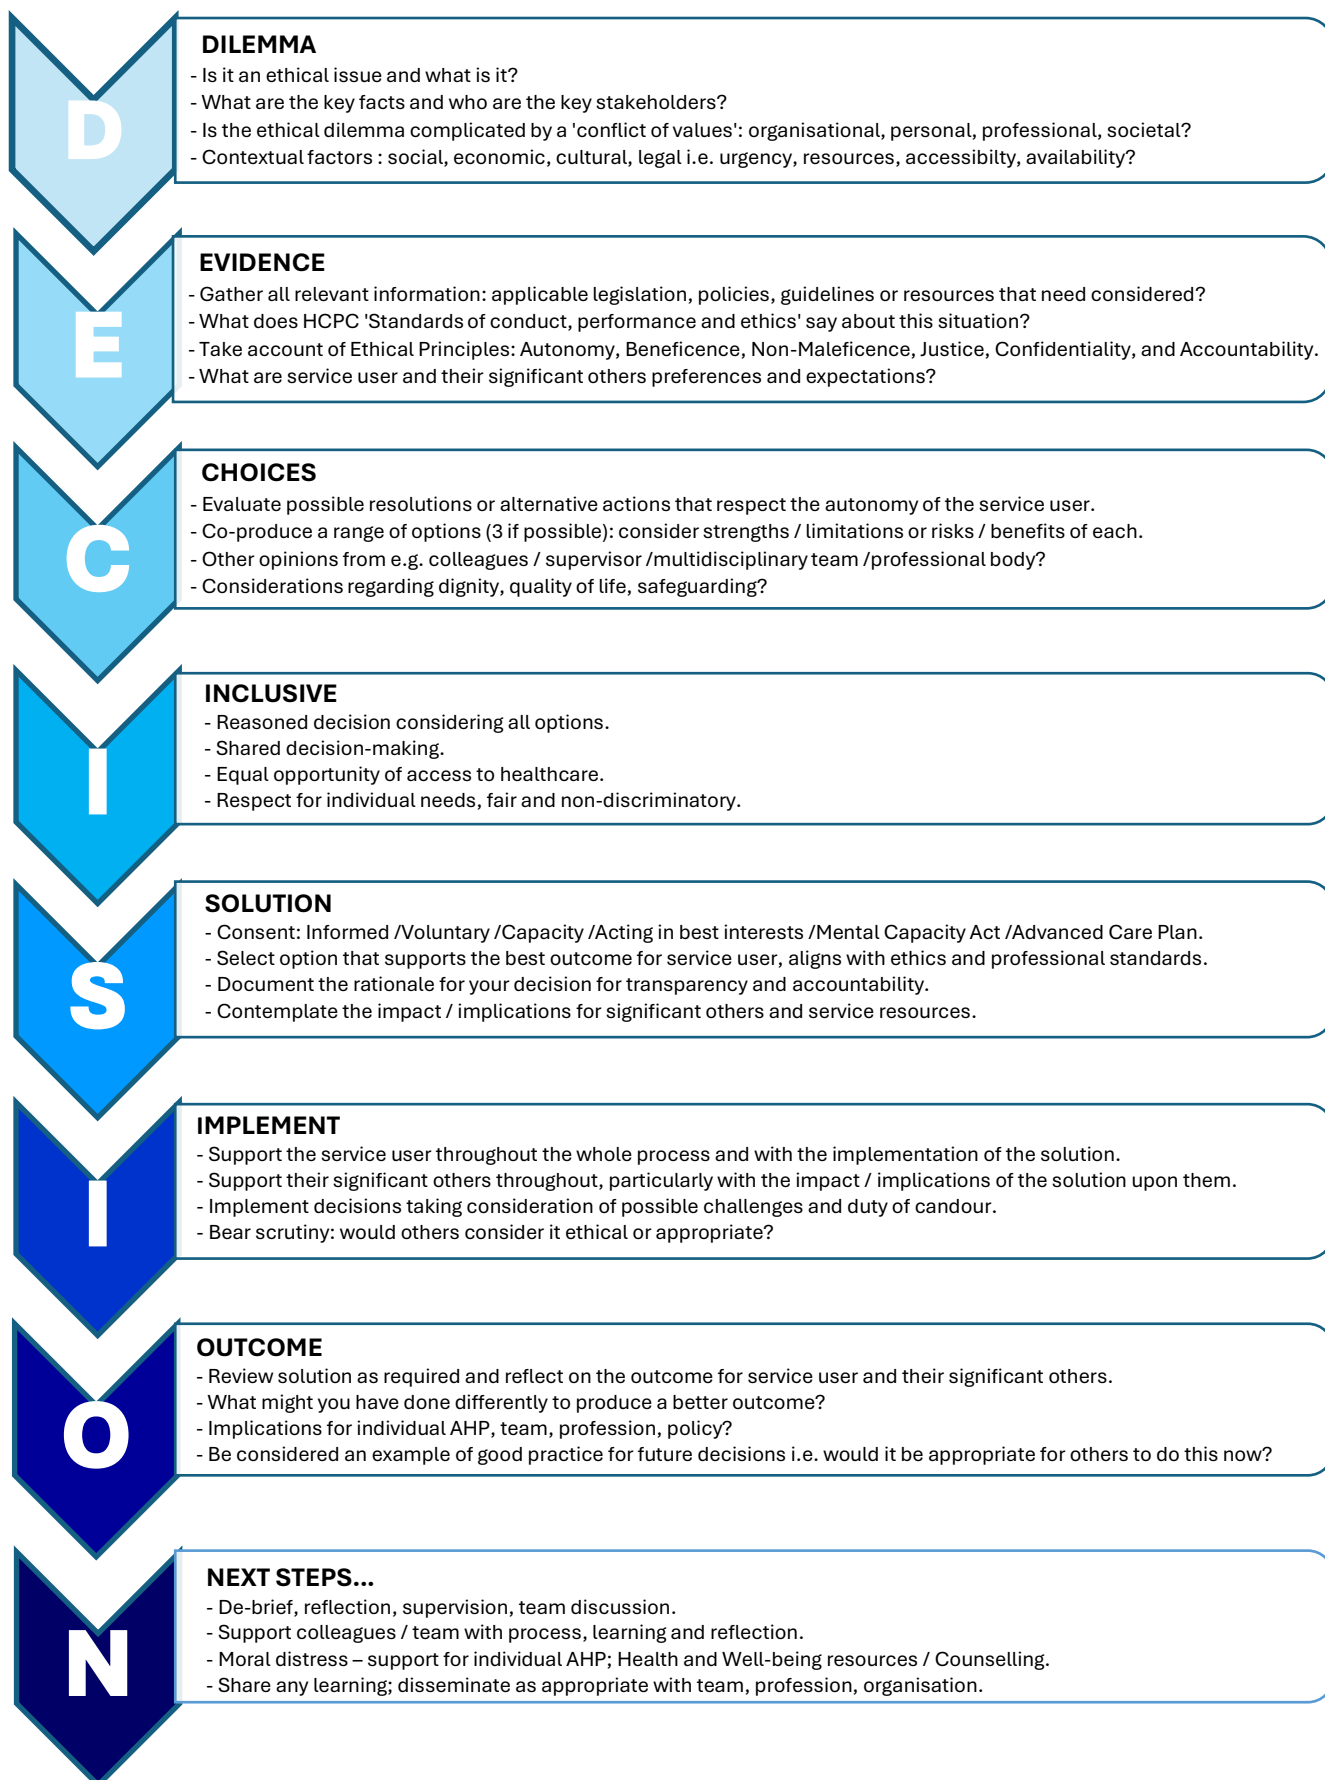 D
DILEMMA
- Is it an ethical issue and what is it?
- What are the key facts and who are the key stakeholders?
- Is the ethical dilemma complicated by a 'conflict of values': organisational, personal, professional, societal?
- Contextual factors : social, economic, cultural, legal i.e. urgency, resources, accessibilty, availability?
E
EVIDENCE
- Gather all relevant information: applicable legislation, policies, guidelines or resources that need considered?
- What does HCPC 'Standards of conduct, performance and ethics' say about this situation?
- Take account of Ethical Principles: Autonomy, Beneficence, Non-Maleficence, Justice, Confidentiality, and Accountability.
- What are service user and their significant others preferences and expectations?
C
CHOICES
- Evaluate possible resolutions or alternative actions that respect the autonomy of the service user.
- Co-produce a range of options (3 if possible): consider strengths / limitations or risks / benefits of each.
- Other opinions from e.g. colleagues / supervisor /multidisciplinary team /professional body?
- Considerations regarding dignity, quality of life, safeguarding?
I
INCLUSIVE
- Reasoned decision considering all options.
- Shared decision-making.
- Equal opportunity of access to healthcare.
- Respect for individual needs, fair and non-discriminatory.
S
SOLUTION
- Consent: Informed /Voluntary /Capacity /Acting in best interests /Mental Capacity Act /Advanced Care Plan.
- Select option that supports the best outcome for service user, aligns with ethics and professional standards.
- Document the rationale for your decision for transparency and accountability.
- Contemplate the impact / implications for significant others and service resources.
I
IMPLEMENT
- Support the service user throughout the whole process and with the implementation of the solution.
- Support their significant others throughout, particularly with the impact / implications of the solution upon them.
- Implement decisions taking consideration of possible challenges and duty of candour.
- Bear scrutiny: would others consider it ethical or appropriate?
O
OUTCOME
- Review solution as required and reflect on the outcome for service user and their significant others.
- What might you have done differently to produce a better outcome?
- Implications for individual AHP, team, profession, policy?
- Be considered an example of good practice for future decisions i.e. would it be appropriate for others to do this now?
N
NEXT STEPS...
- De-brief, reflection, supervision, team discussion.
- Support colleagues / team with process, learning and reflection.
- Moral distress – support for individual AHP; Health and Well-being resources / Counselling.
- Share any learning; disseminate as appropriate with team, profession, organisation.